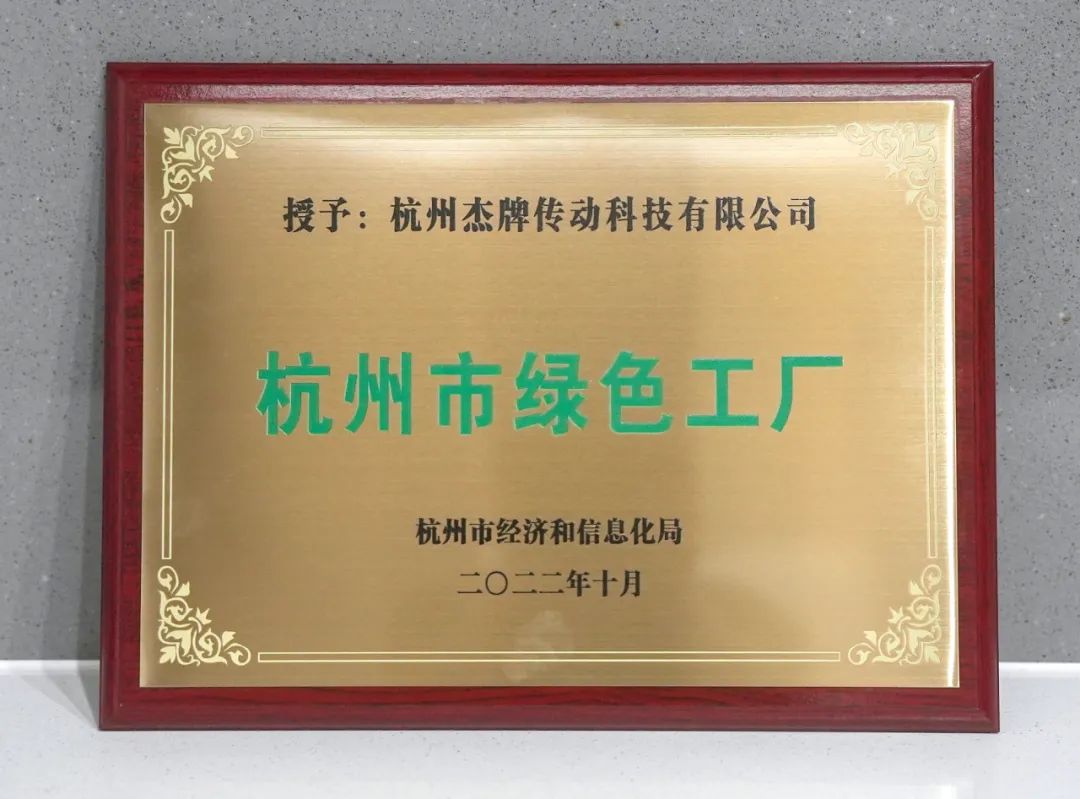 授予：杭州杰牌传动科技有限公司
杭州市绿色工厂
杭州市经济和信息化局
二〇二二年十月